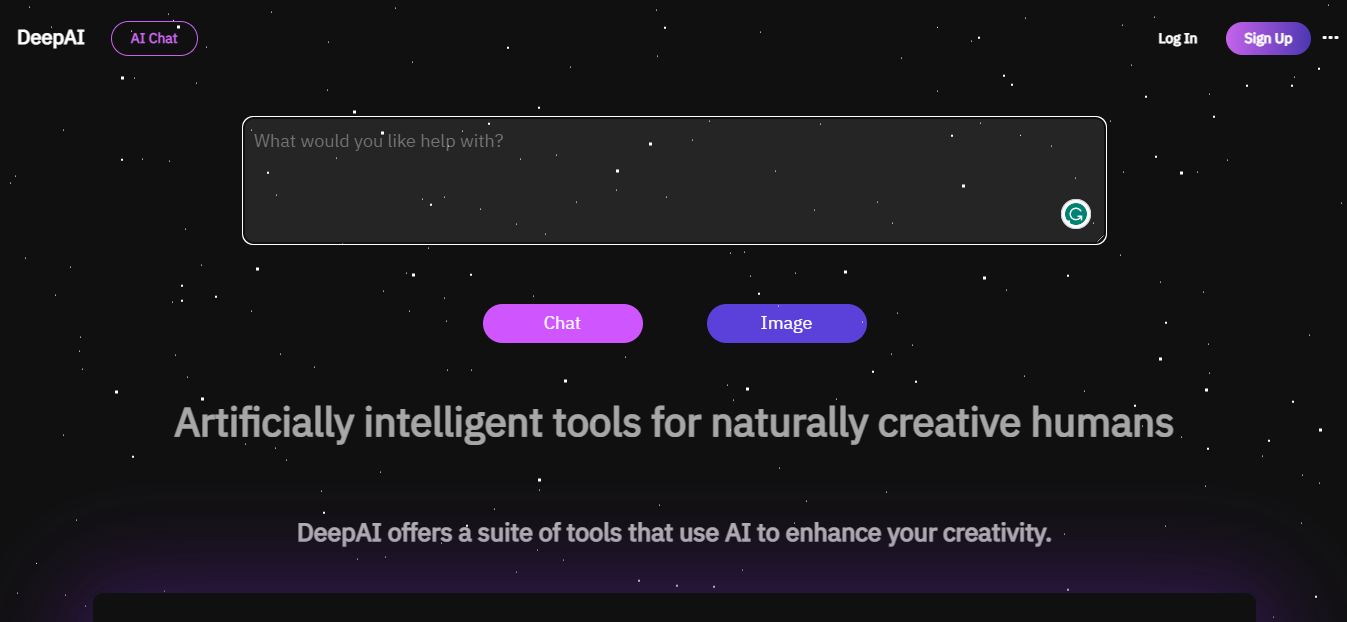 DeepAI
AI Chat
Log In
Sign Up
What would you like help with?
Chat
Image
Artificially intelligent tools for naturally creative humans
DeepAI offers a suite of tools that use AI to enhance your creativity.